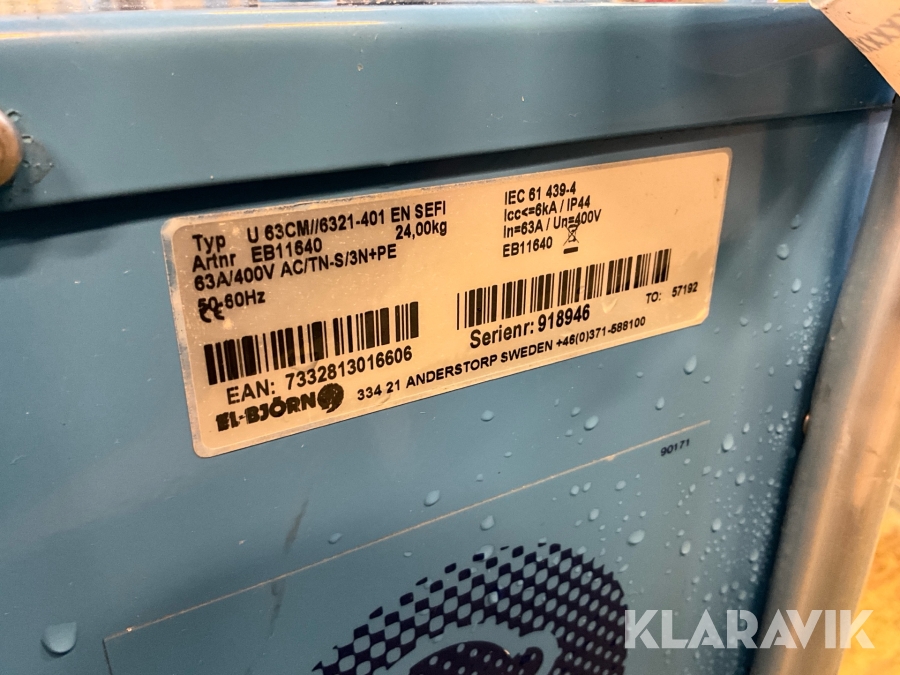 Typ U 63CM//6321-401 EN SEFI
Artnr EB11640 24,00kg
63A/400V AC/TN-S/3N+PE
50-60Hz
CE
IEC 61 439-4
Icc<=6kA / IP44
In=63A / Un=400V
EB11640
EAN: 7332813016606
Serienr: 918946
TO: 57192
EL-BJÖRN 334 21 ANDERSTORP SWEDEN +46(0)371-588100
90171
KLARAVIK